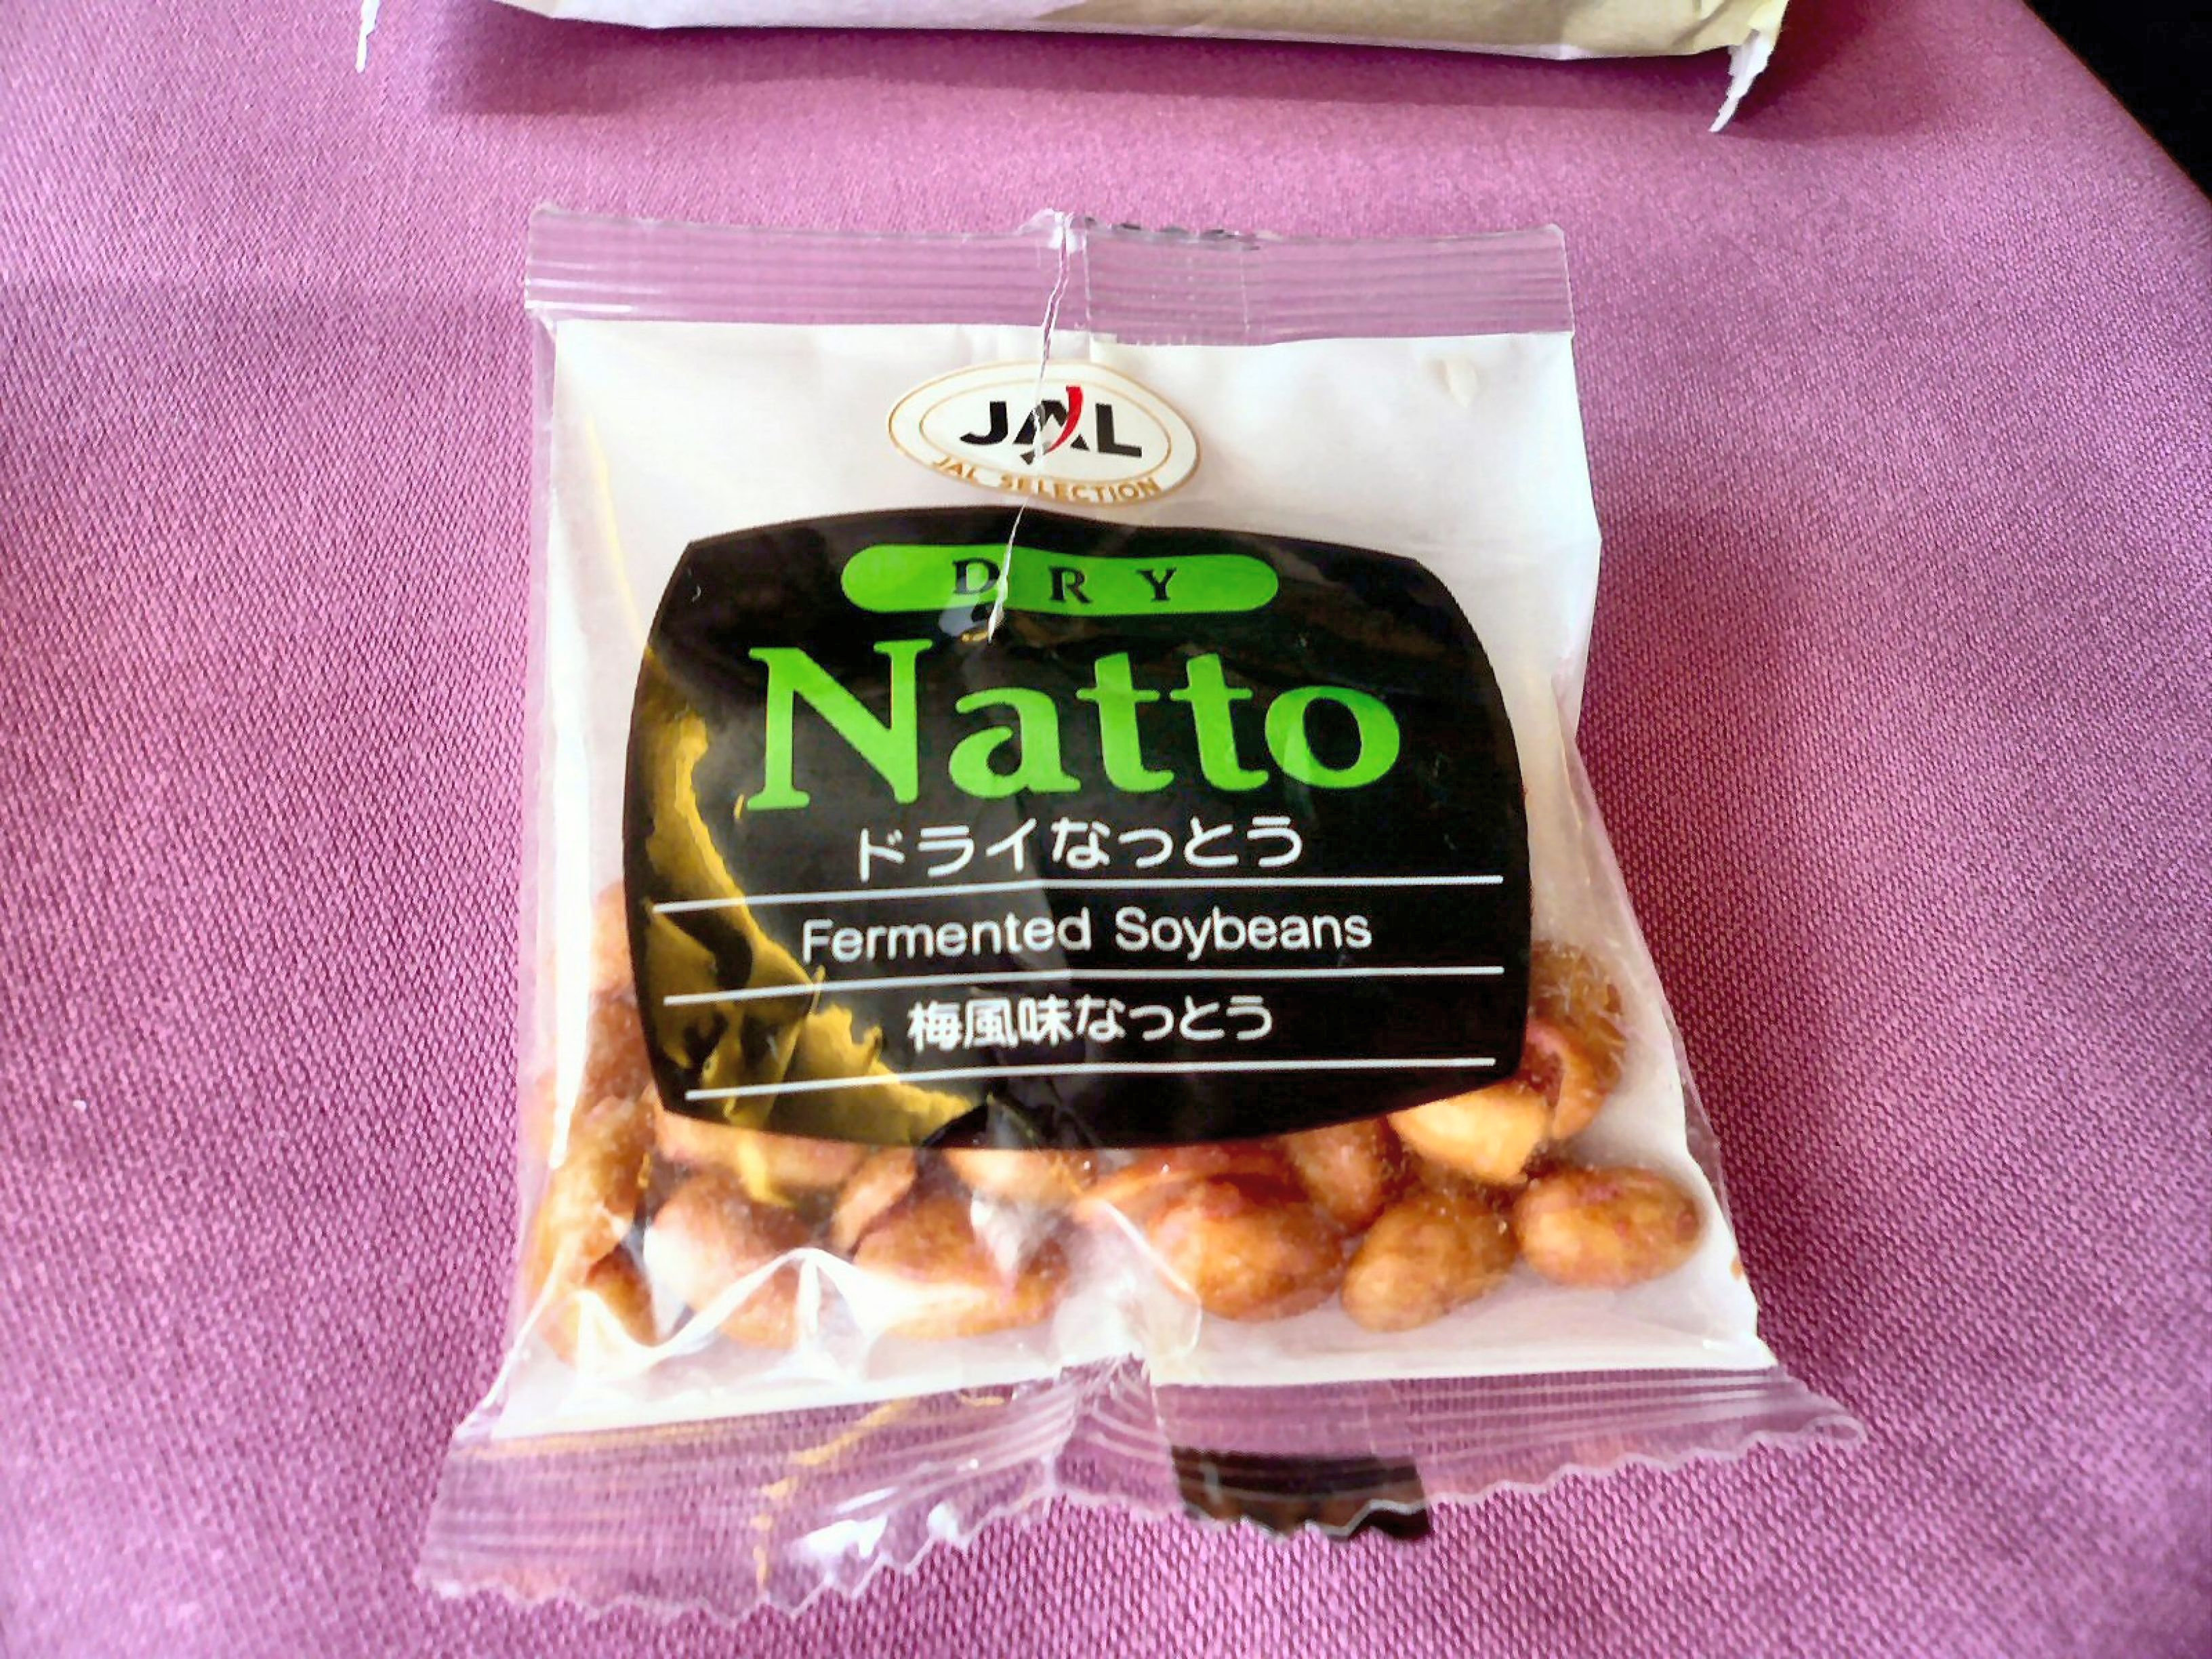 JAL
JAL SELECTION
DRY
Natto
ドライなっとう
Fermented Soybeans
梅風味なっとう